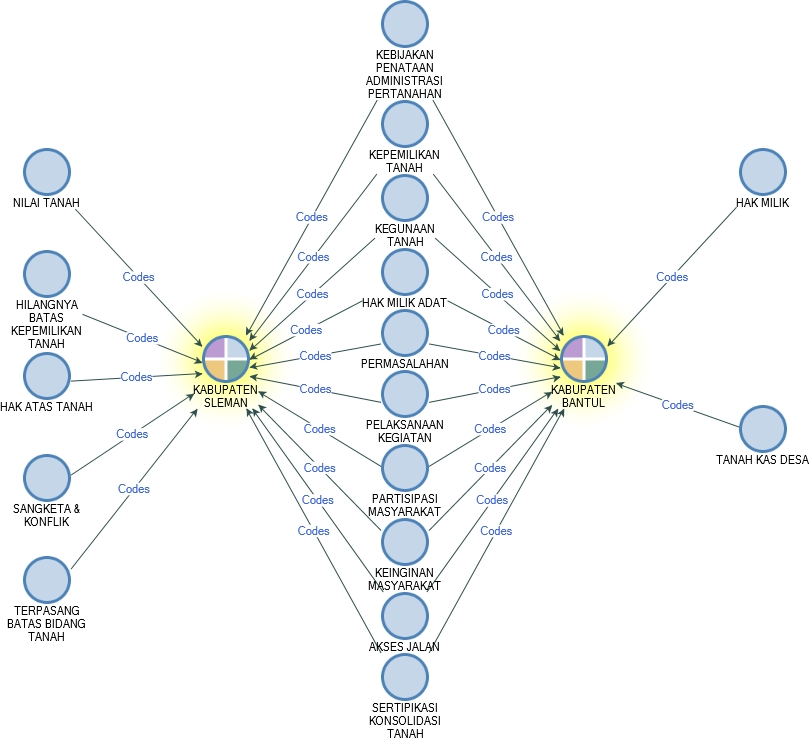 KEBIJAKAN
PENATAAN
ADMINISTRASI
PERTANAHAN
KEPEMILIKAN
TANAH
NILAI TANAH
HAK MILIK
Codes
Codes
KEGUNAAN
TANAH
Codes
Codes
Codes
Codes
Codes
Codes
HILANGNYA
BATAS
KEPEMILIKAN
TANAH
HAK MILIK ADAT
Codes
Codes
Codes
Codes
Codes
PERMASALAHAN
HAK ATAS TANAH
Codes
KABUPATEN
SLEMAN
Codes
Codes
KABUPATEN
BANTUL
Codes
PELAKSANAAN
KEGIATAN
Codes
Codes
Codes
Codes
TANAH KAS DESA
SANGKETA &
KONFLIK
Codes
Codes
Codes
PARTISIPASI
MASYARAKAT
Codes
Codes
Codes
Codes
KEINGINAN
MASYARAKAT
TERPASANG
BATAS BIDANG
TANAH
AKSES JALAN
SERTIPIKASI
KONSOLIDASI
TANAH